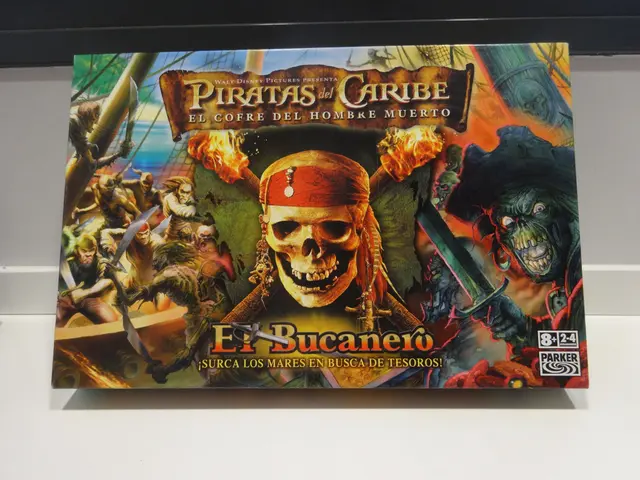 WALT DISNEY PICTURES PRESENTA
PIRATAS del CARIBE
EL COFRE DEL HOMBRE MUERTO
El Bucanero
¡SURCA LOS MARES EN BUSCA DE TESOROS!
8+ 2-4
PARKER